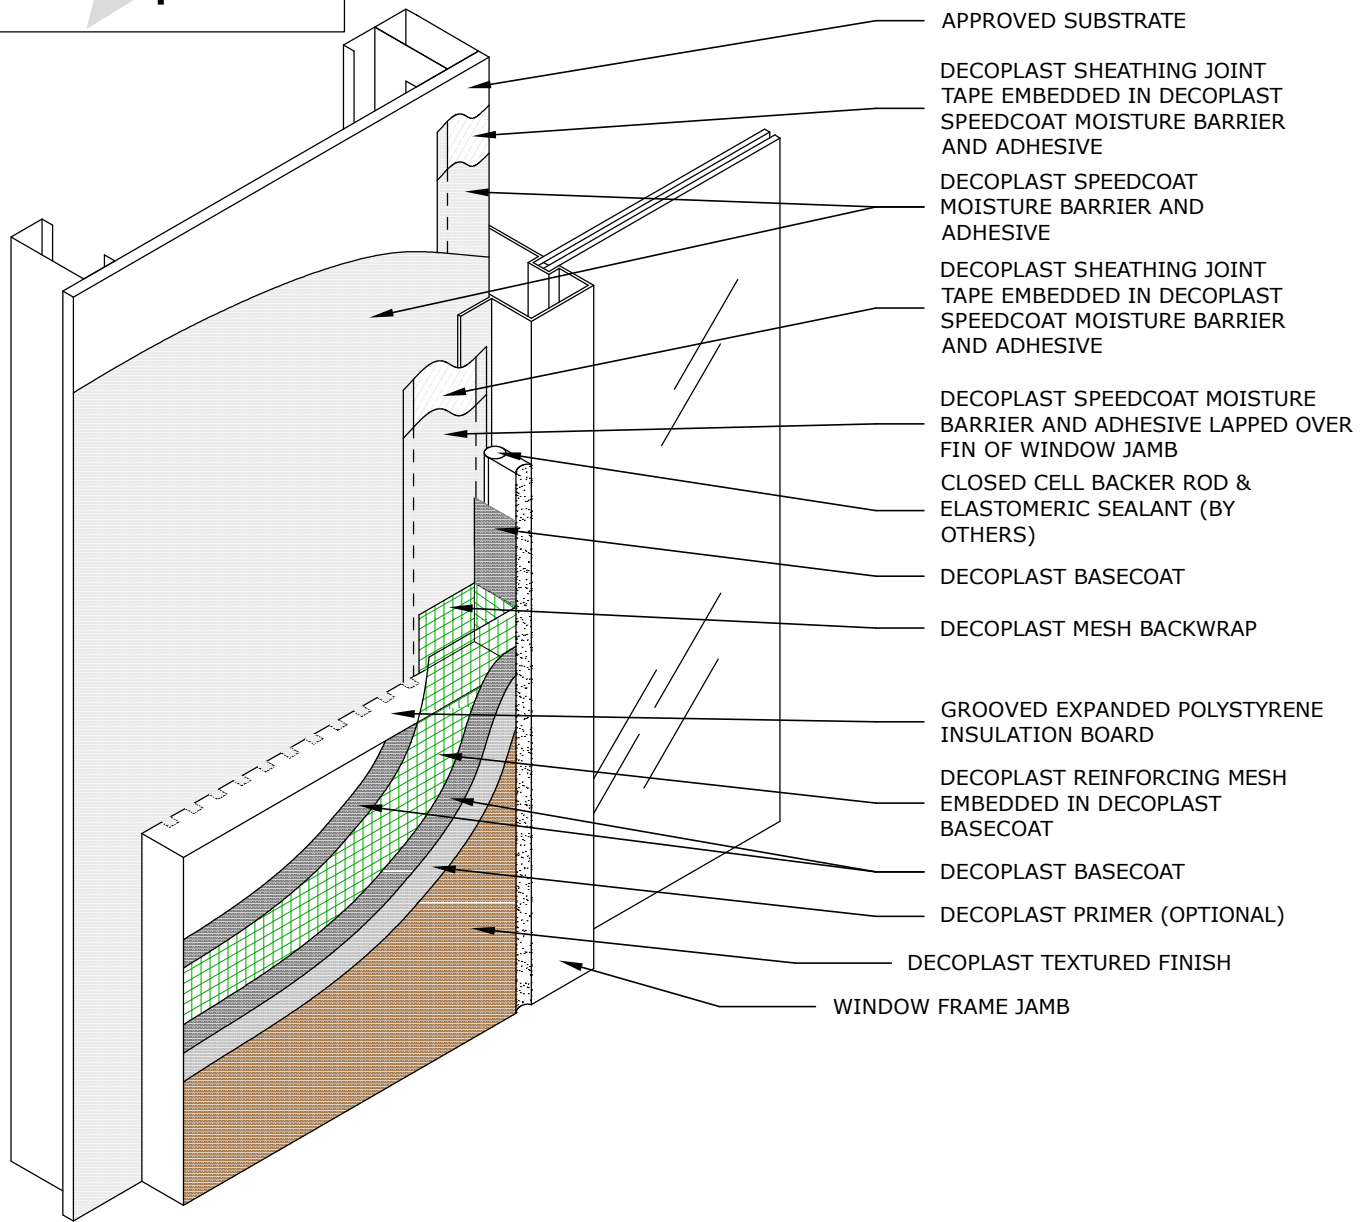 APPROVED SUBSTRATE
DECOPLAST SHEATHING JOINT
TAPE EMBEDDED IN DECOPLAST
SPEEDCOAT MOISTURE BARRIER
AND ADHESIVE
DECOPLAST SPEEDCOAT
MOISTURE BARRIER AND
ADHESIVE
DECOPLAST SHEATHING JOINT
TAPE EMBEDDED IN DECOPLAST
SPEEDCOAT MOISTURE BARRIER
AND ADHESIVE
DECOPLAST SPEEDCOAT MOISTURE
BARRIER AND ADHESIVE LAPPED OVER
FIN OF WINDOW JAMB
CLOSED CELL BACKER ROD &
ELASTOMERIC SEALANT (BY
OTHERS)
DECOPLAST BASECOAT
DECOPLAST MESH BACKWRAP
GROOVED EXPANDED POLYSTYRENE
INSULATION BOARD
DECOPLAST REINFORCING MESH
EMBEDDED IN DECOPLAST
BASECOAT
DECOPLAST BASECOAT
DECOPLAST PRIMER (OPTIONAL)
DECOPLAST TEXTURED FINISH
WINDOW FRAME JAMB